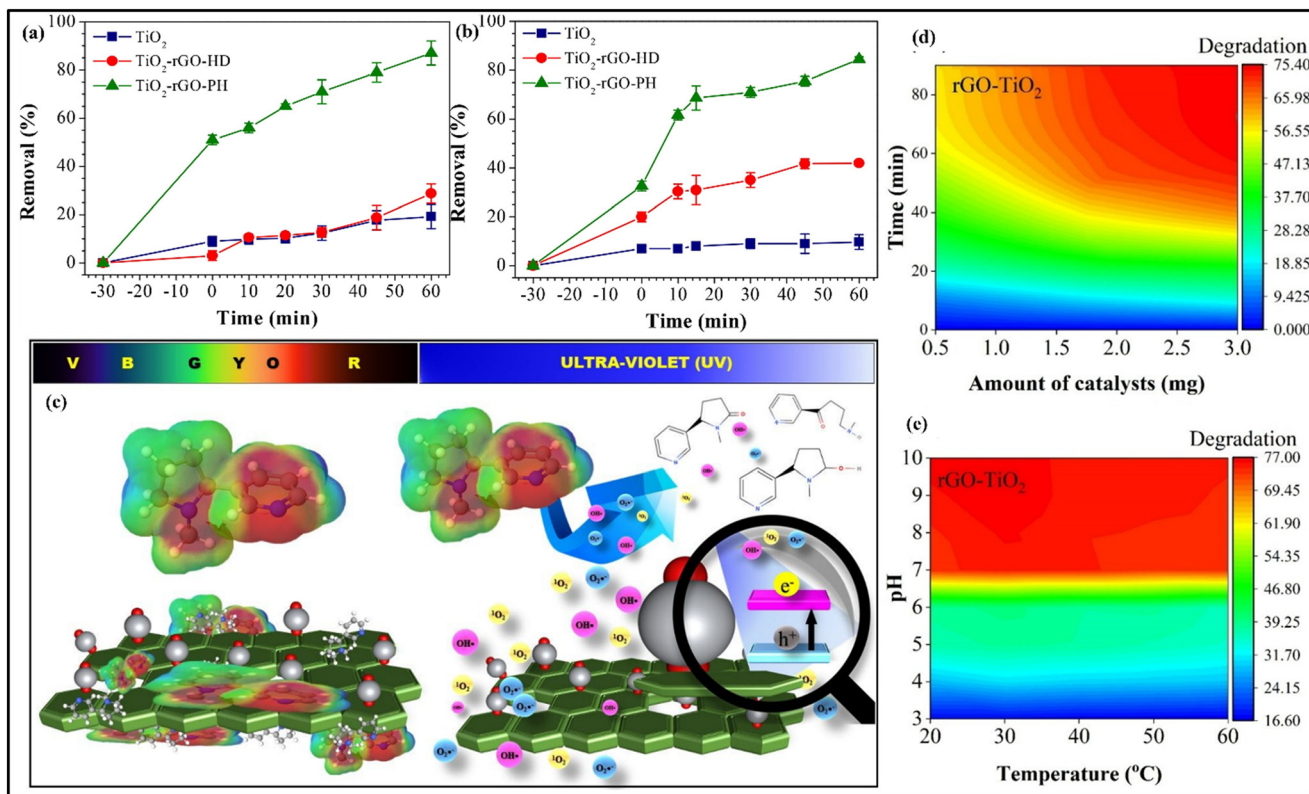 (a)
TiO₂
TiO₂-rGO-HD
TiO₂-rGO-PH
Removal (%)
100
80
60
40
20
0
-30 -20 -10 0 10 20 30 40 50 60
Time (min)
(b)
TiO₂
TiO₂-rGO-HD
TiO₂-rGO-PH
Removal (%)
100
80
60
40
20
0
-30 -20 -10 0 10 20 30 40 50 60
Time (min)
(d)
Degradation
rGO-TiO₂
Time (min)
80
60
40
20
0
0.5 1.0 1.5 2.0 2.5 3.0
Amount of catalysts (mg)
75.40
65.98
56.55
47.13
37.70
28.28
18.85
9.425
0.000
V B G Y O R
ULTRA-VIOLET (UV)
(c)
OH•
O₂•⁻
¹O₂
e⁻
h⁺
(e)
Degradation
rGO-TiO₂
pH
10
9
8
7
6
5
4
3
20 30 40 50 60
Temperature (°C)
77.00
69.45
61.90
54.35
46.80
39.25
31.70
24.15
16.60